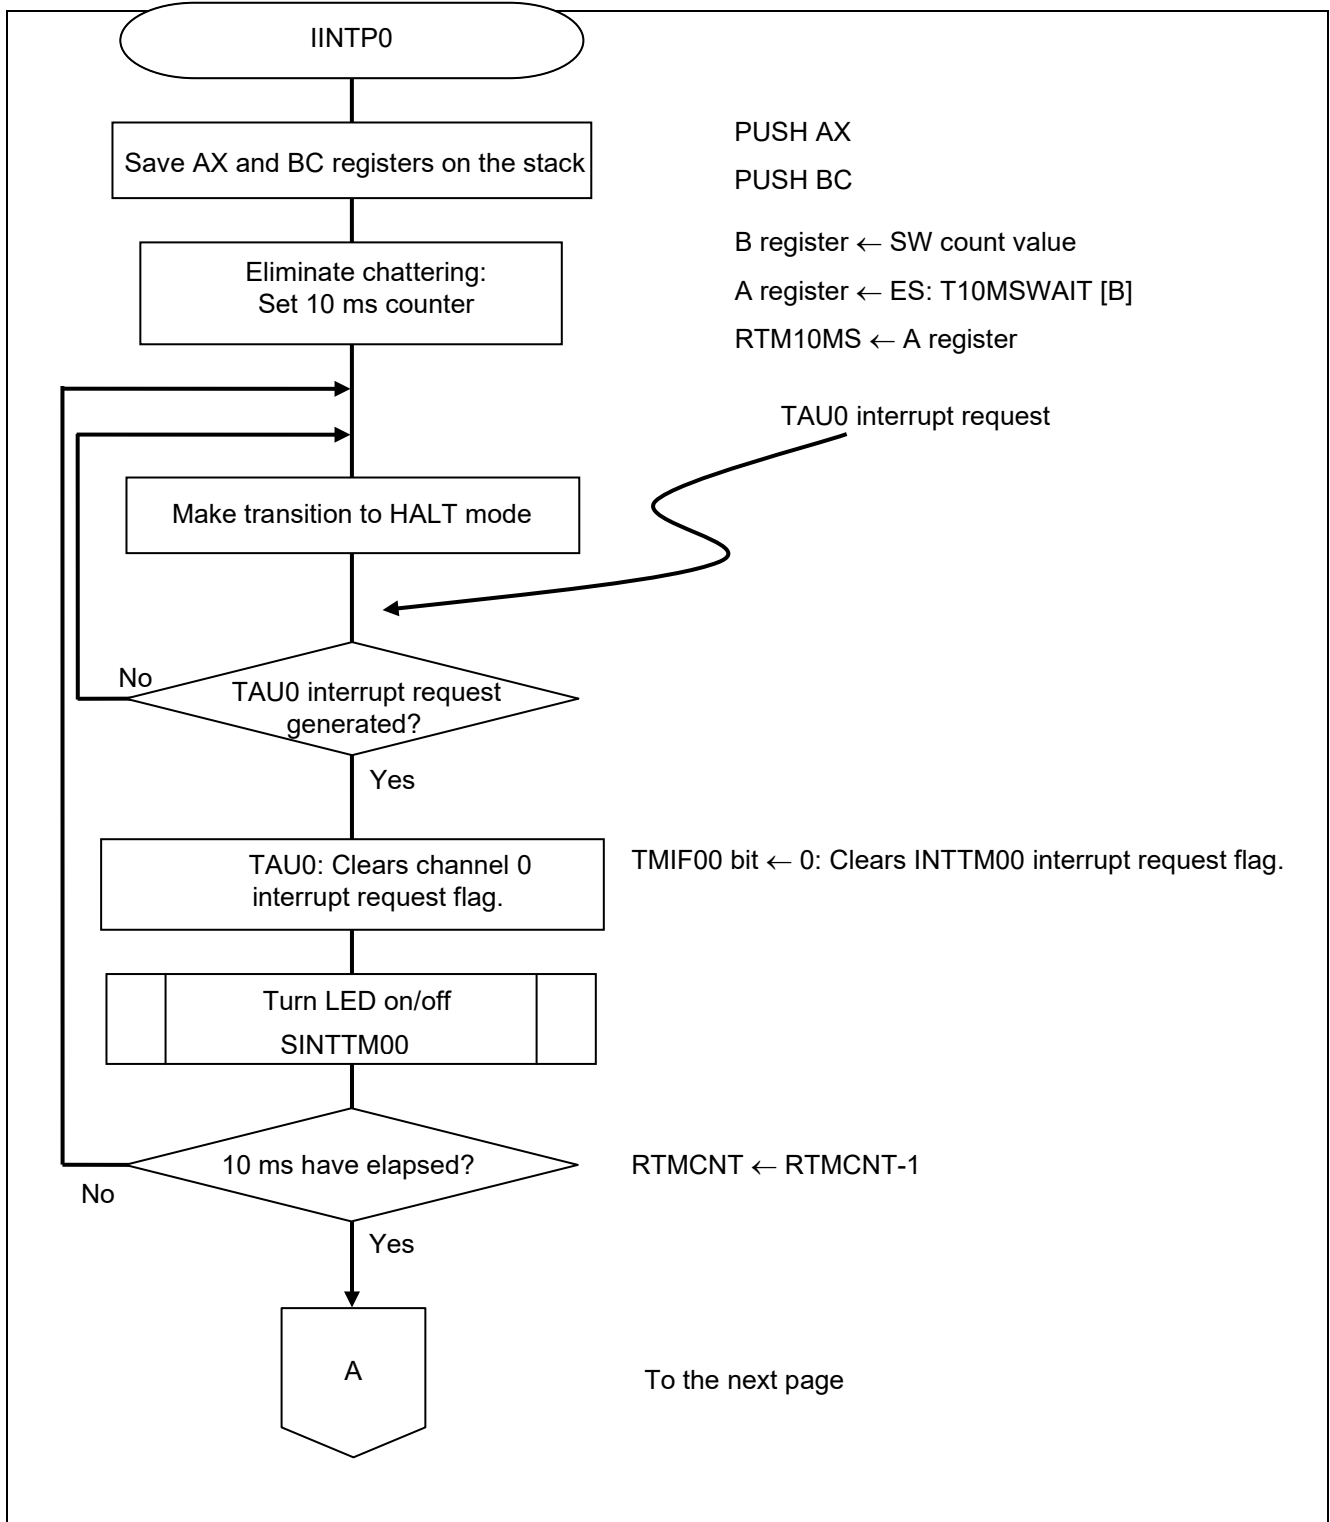 IINTP0
Save AX and BC registers on the stack
PUSH AX
PUSH BC
Eliminate chattering:
Set 10 ms counter
B register ← SW count value
A register ← ES: T10MSWAIT [B]
RTM10MS ← A register
TAU0 interrupt request
Make transition to HALT mode
No
TAU0 interrupt request
generated?
Yes
TAU0: Clears channel 0
interrupt request flag.
TMIF00 bit ← 0: Clears INTTM00 interrupt request flag.
Turn LED on/off
SINTTM00
10 ms have elapsed?
RTMCNT ← RTMCNT-1
No
Yes
A
To the next page